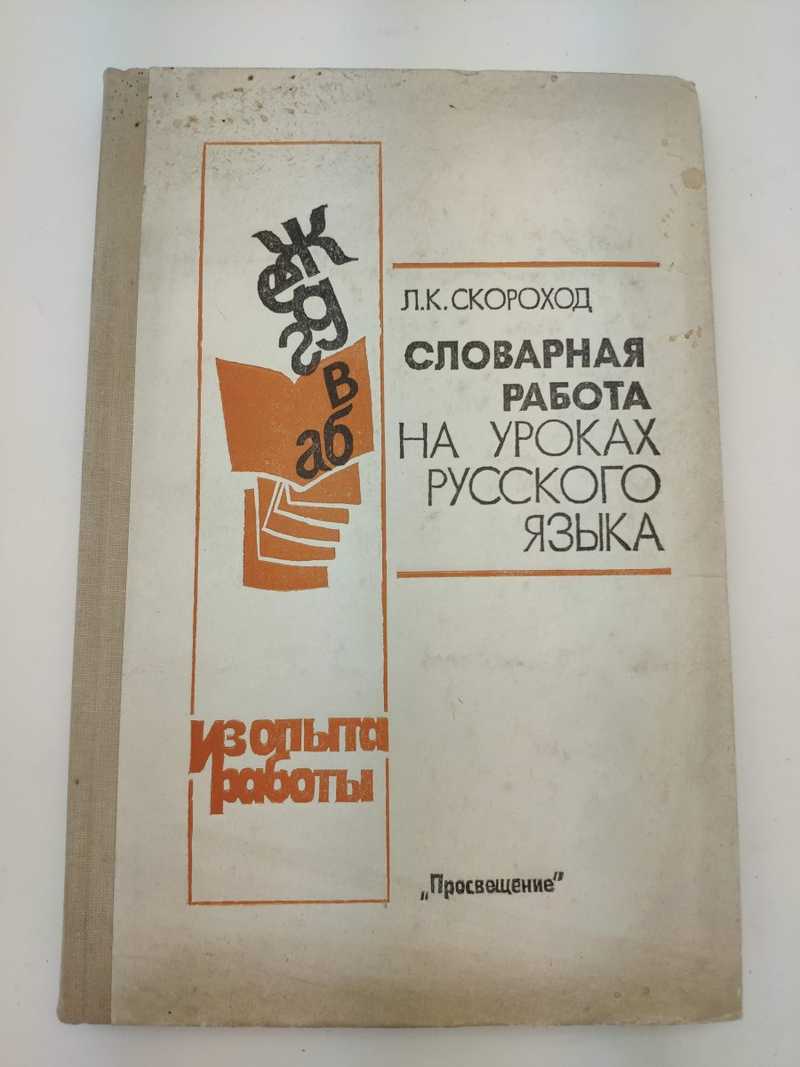 Ж
е д
г
в
аб
Л.К. СКОРОХОД
СЛОВАРНАЯ
РАБОТА
НА УРОКАХ
РУССКОГО
ЯЗЫКА
из опыта
работы
„Просвещение"